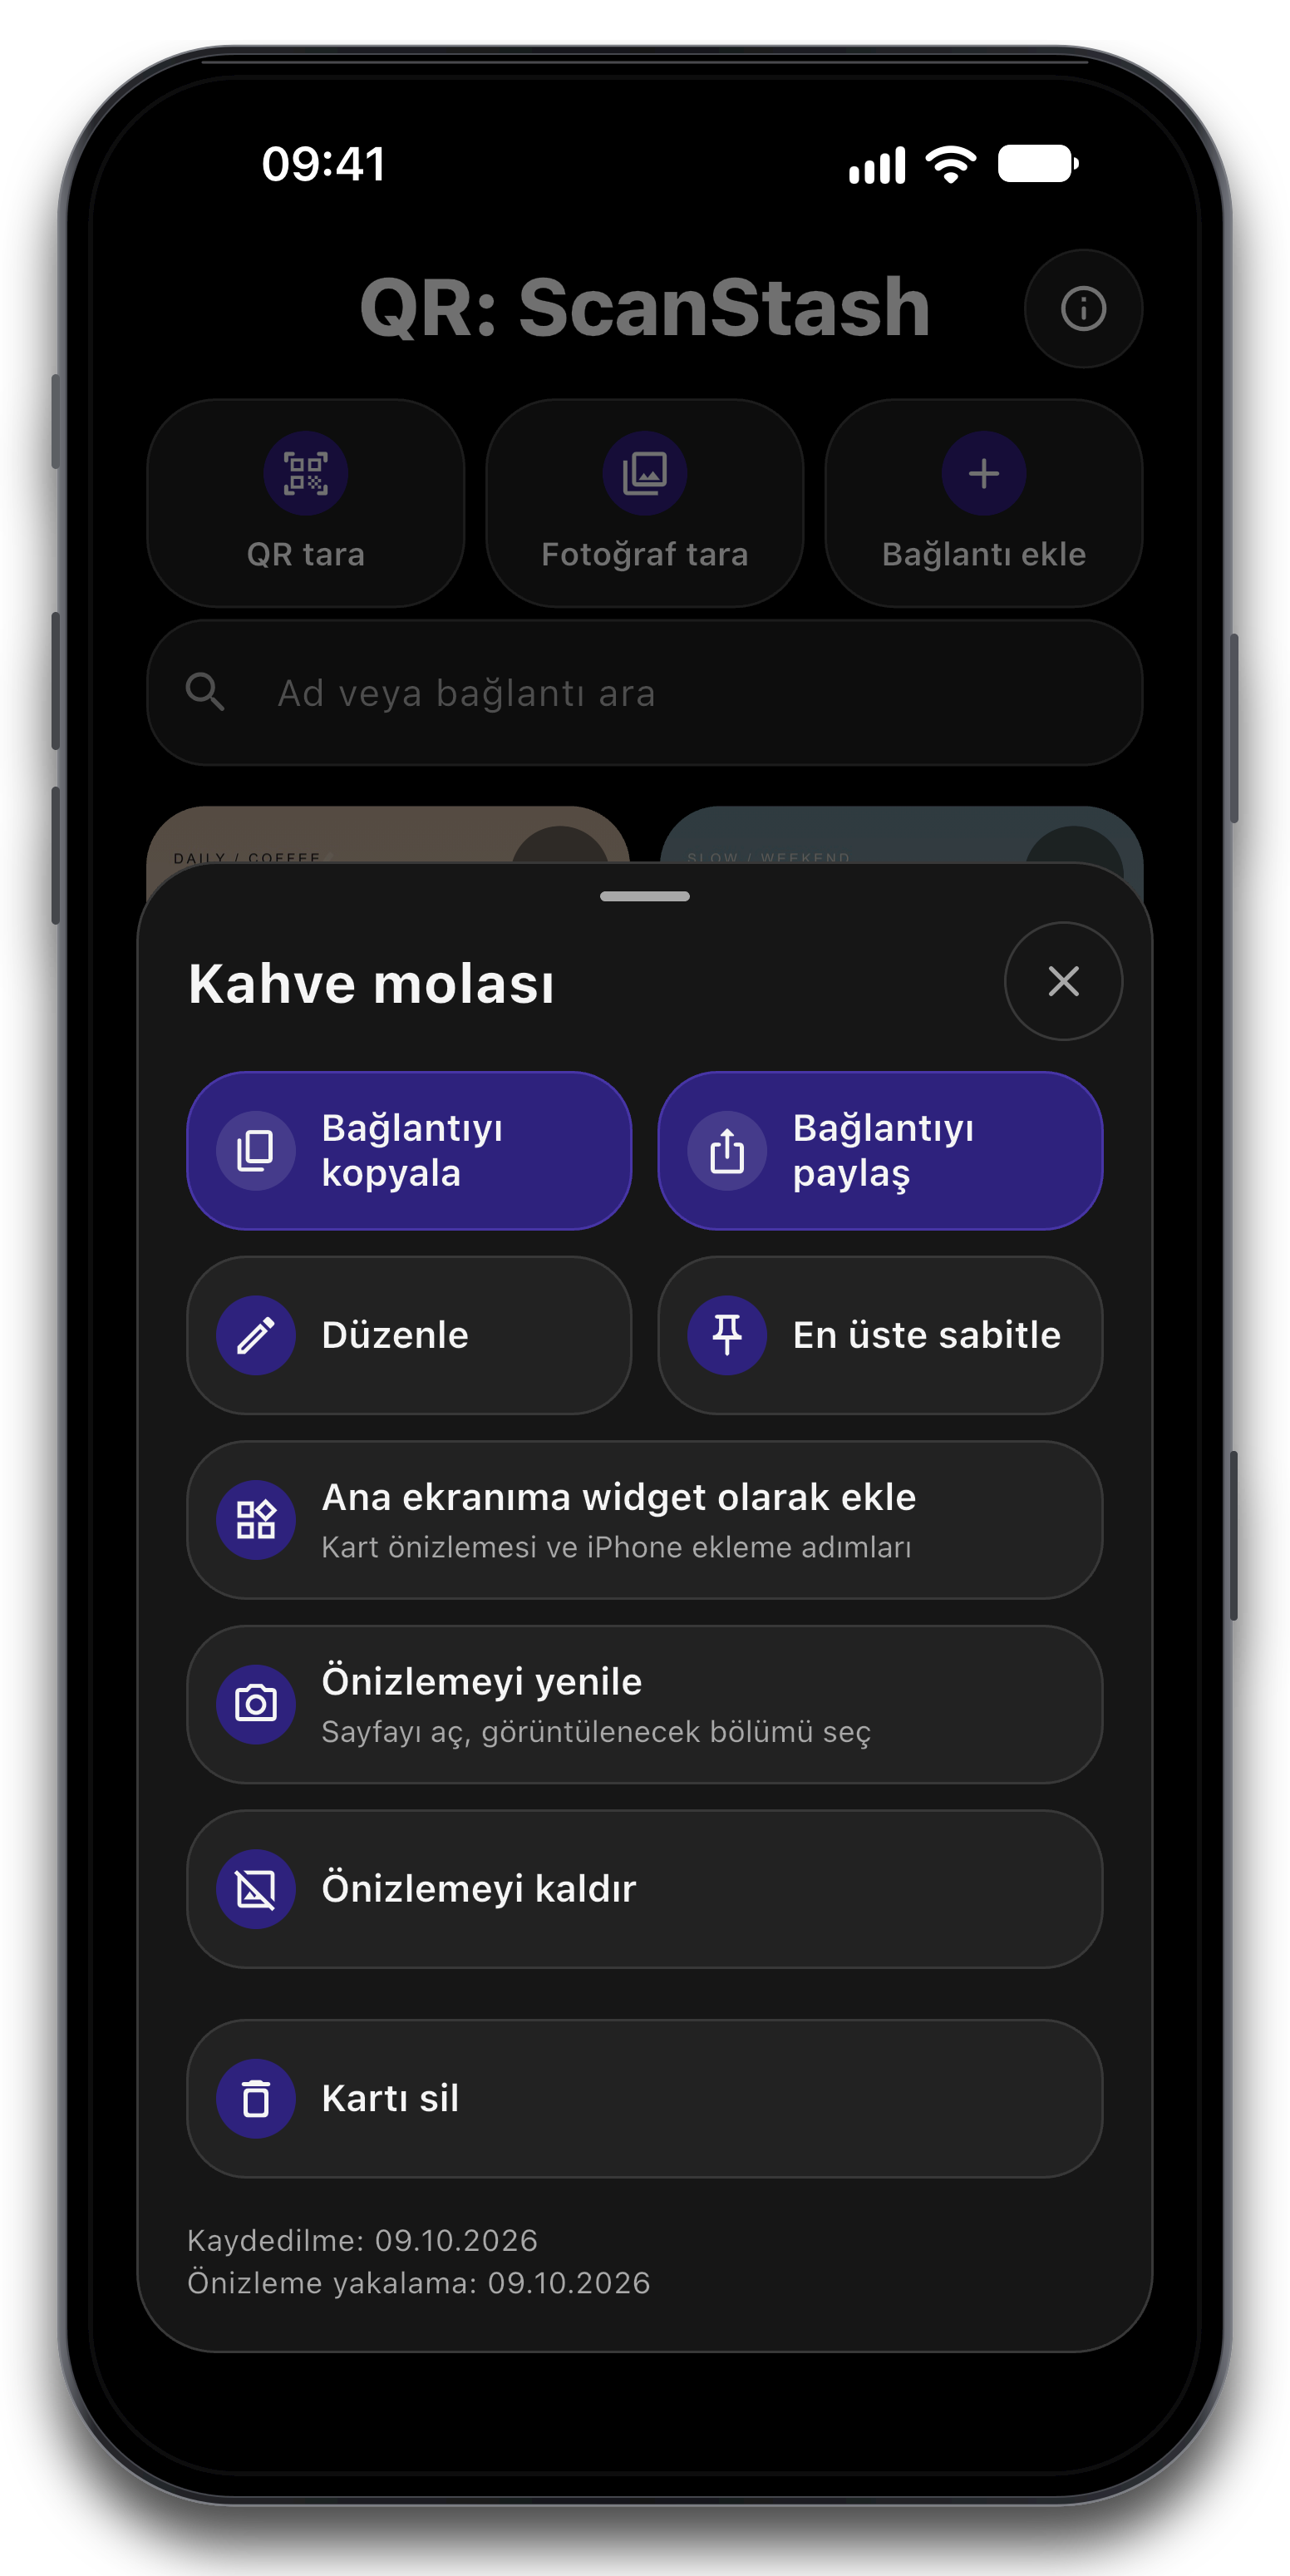 09:41
QR: ScanStash
QR tara
Fotoğraf tara
Bağlantı ekle
Ad veya bağlantı ara
DAILY / COFFEE
SLOW / WEEKEND
Kahve molası
Bağlantıyı
kopyala
Bağlantıyı
paylaş
Düzenle
En üste sabitle
Ana ekranıma widget olarak ekle
Kart önizlemesi ve iPhone ekleme adımları
Önizlemeyi yenile
Sayfayı aç, görüntülenecek bölümü seç
Önizlemeyi kaldır
Kartı sil
Kaydedilme: 09.10.2026
Önizleme yakalama: 09.10.2026